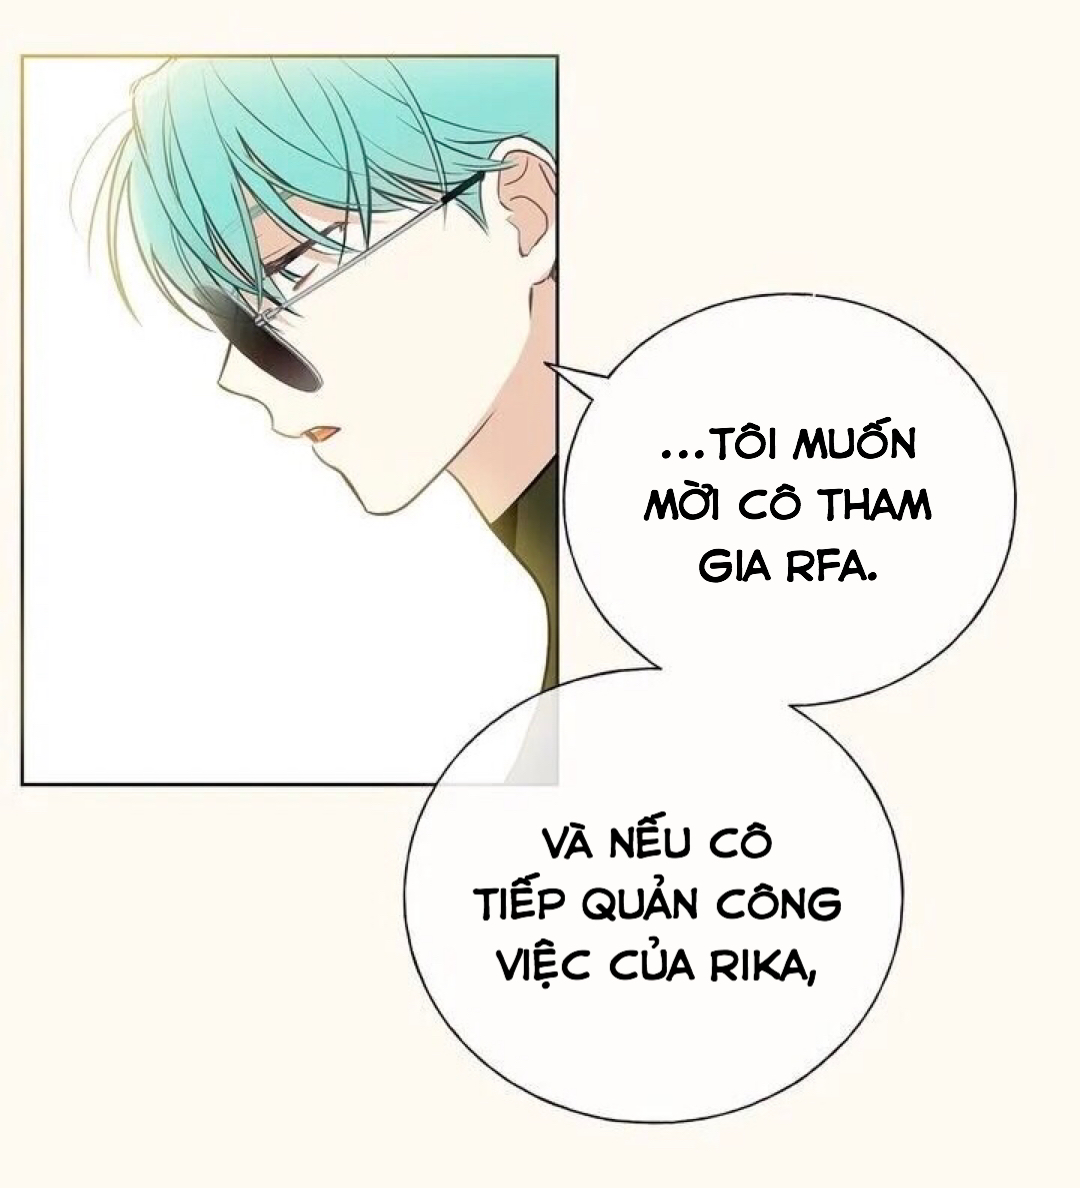 ...TÔI MUỐN
MỜI CÔ THAM
GIA RFA.
VÀ NẾU CÔ
TIẾP QUẢN CÔNG
VIỆC CỦA RIKA,